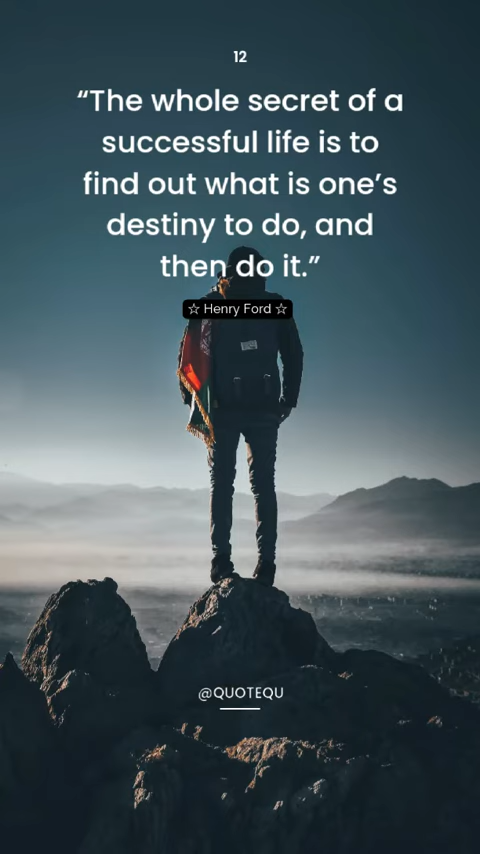 12
“The whole secret of a
successful life is to
find out what is one’s
destiny to do, and
then do it.”
☆ Henry Ford ☆
@QUOTEQU